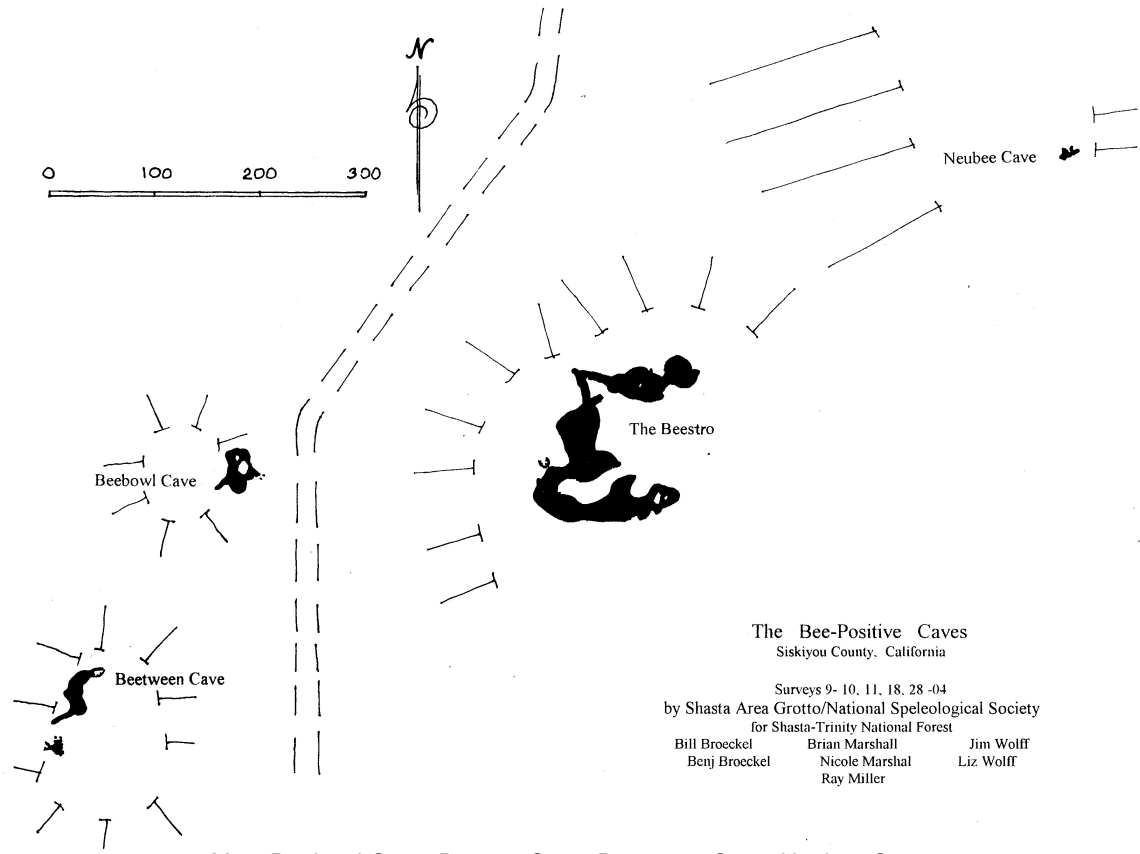 N
0 100 200 300
Neubee Cave
The Beestro
Beebowl Cave
Beetween Cave
The Bee-Positive Caves
Siskiyou County, California
Surveys 9- 10, 11, 18, 28 -04
by Shasta Area Grotto/National Speleological Society
for Shasta-Trinity National Forest
Bill Broeckel Brian Marshall Jim Wolff
Benj Broeckel Nicole Marshal Liz Wolff
Ray Miller